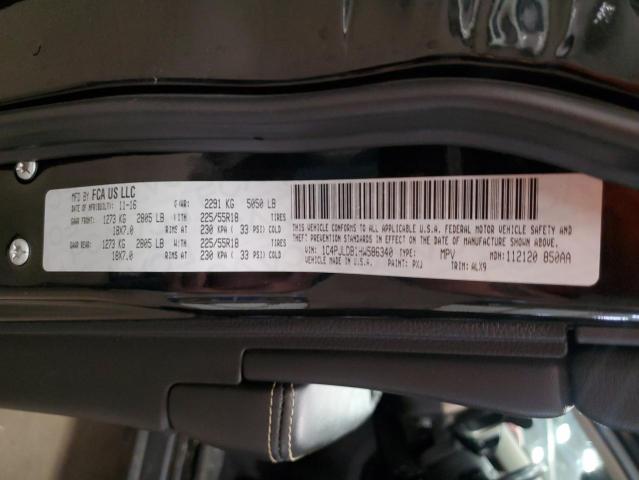 MFD BY FCA US LLC
DATE OF MFR/BUILT: 11-16 GVWR: 2291 KG 5050 LB
GAWR FRONT: 1273 KG 2805 LB WITH 225/55R18 TIRES
18X7.0 RIMS AT 230 KPA ( 33 PSI) COLD
GAWR REAR: 1273 KG 2805 LB WITH 225/55R18 TIRES
18X7.0 RIMS AT 230 KPA ( 33 PSI) COLD
THIS VEHICLE CONFORMS TO ALL APPLICABLE U.S.A. FEDERAL MOTOR VEHICLE SAFETY, BUMPER, AND
THEFT PREVENTION STANDARDS IN EFFECT ON THE DATE OF MANUFACTURE SHOWN ABOVE.
VIN: 1C4PJLDB1HW586340 TYPE: MPV MDH: 112120 850AA
VEHICLE MADE IN U.S.A. PAINT: PXJ TRIM: ALX9